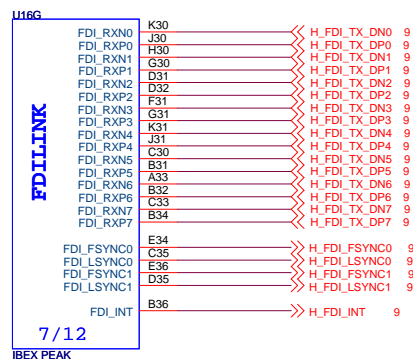 U16G
FDI_RXN0 K30 H_FDI_TX_DN0 9
FDI_RXP0 J30 H_FDI_TX_DP0 9
FDI_RXN1 H30 H_FDI_TX_DN1 9
FDI_RXP1 G30 H_FDI_TX_DP1 9
FDI_RXN2 D31 H_FDI_TX_DN2 9
FDI_RXP2 D32 H_FDI_TX_DP2 9
FDI_RXN3 F31 H_FDI_TX_DN3 9
FDI_RXP3 G31 H_FDI_TX_DP3 9
FDI_RXN4 K31 H_FDI_TX_DN4 9
FDI_RXP4 J31 H_FDI_TX_DP4 9
FDI_RXN5 C30 H_FDI_TX_DN5 9
FDI_RXP5 B31 H_FDI_TX_DP5 9
FDI_RXN6 A33 H_FDI_TX_DN6 9
FDI_RXP6 B32 H_FDI_TX_DP6 9
FDI_RXN7 C33 H_FDI_TX_DN7 9
FDI_RXP7 B34 H_FDI_TX_DP7 9
FDILINK
FDI_FSYNC0 E34 H_FDI_FSYNC0 9
FDI_LSYNC0 C35 H_FDI_LSYNC0 9
FDI_FSYNC1 E36 H_FDI_FSYNC1 9
FDI_LSYNC1 D35 H_FDI_LSYNC1 9
FDI_INT B36 H_FDI_INT 9
7/12
IBEX PEAK